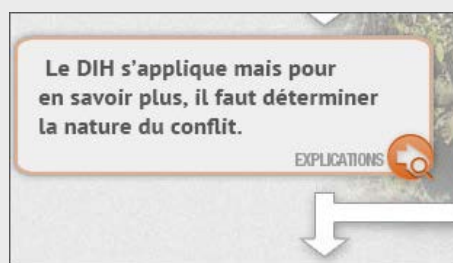 Le DIH s’applique mais pour
en savoir plus, il faut déterminer
la nature du conflit.
EXPLICATIONS